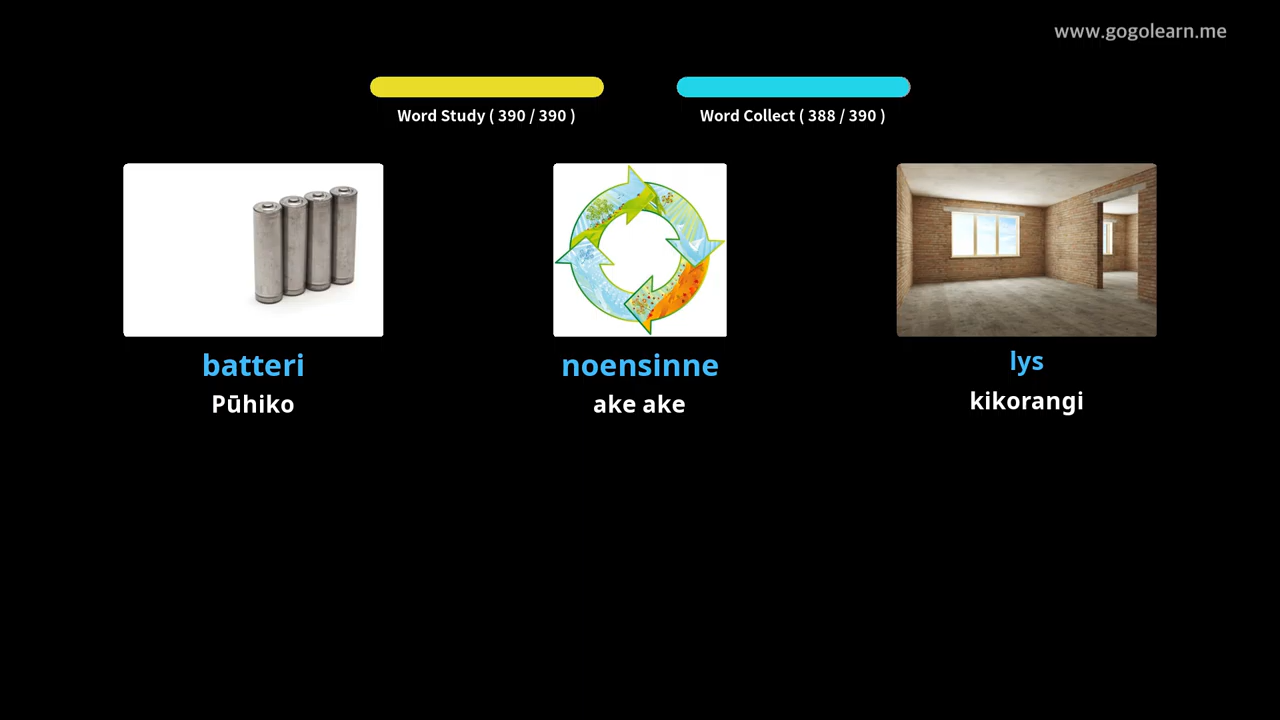 www.gogolearn.me
Word Study ( 390 / 390 )
Word Collect ( 388 / 390 )
batteri
Pūhiko
noensinne
ake ake
lys
kikorangi